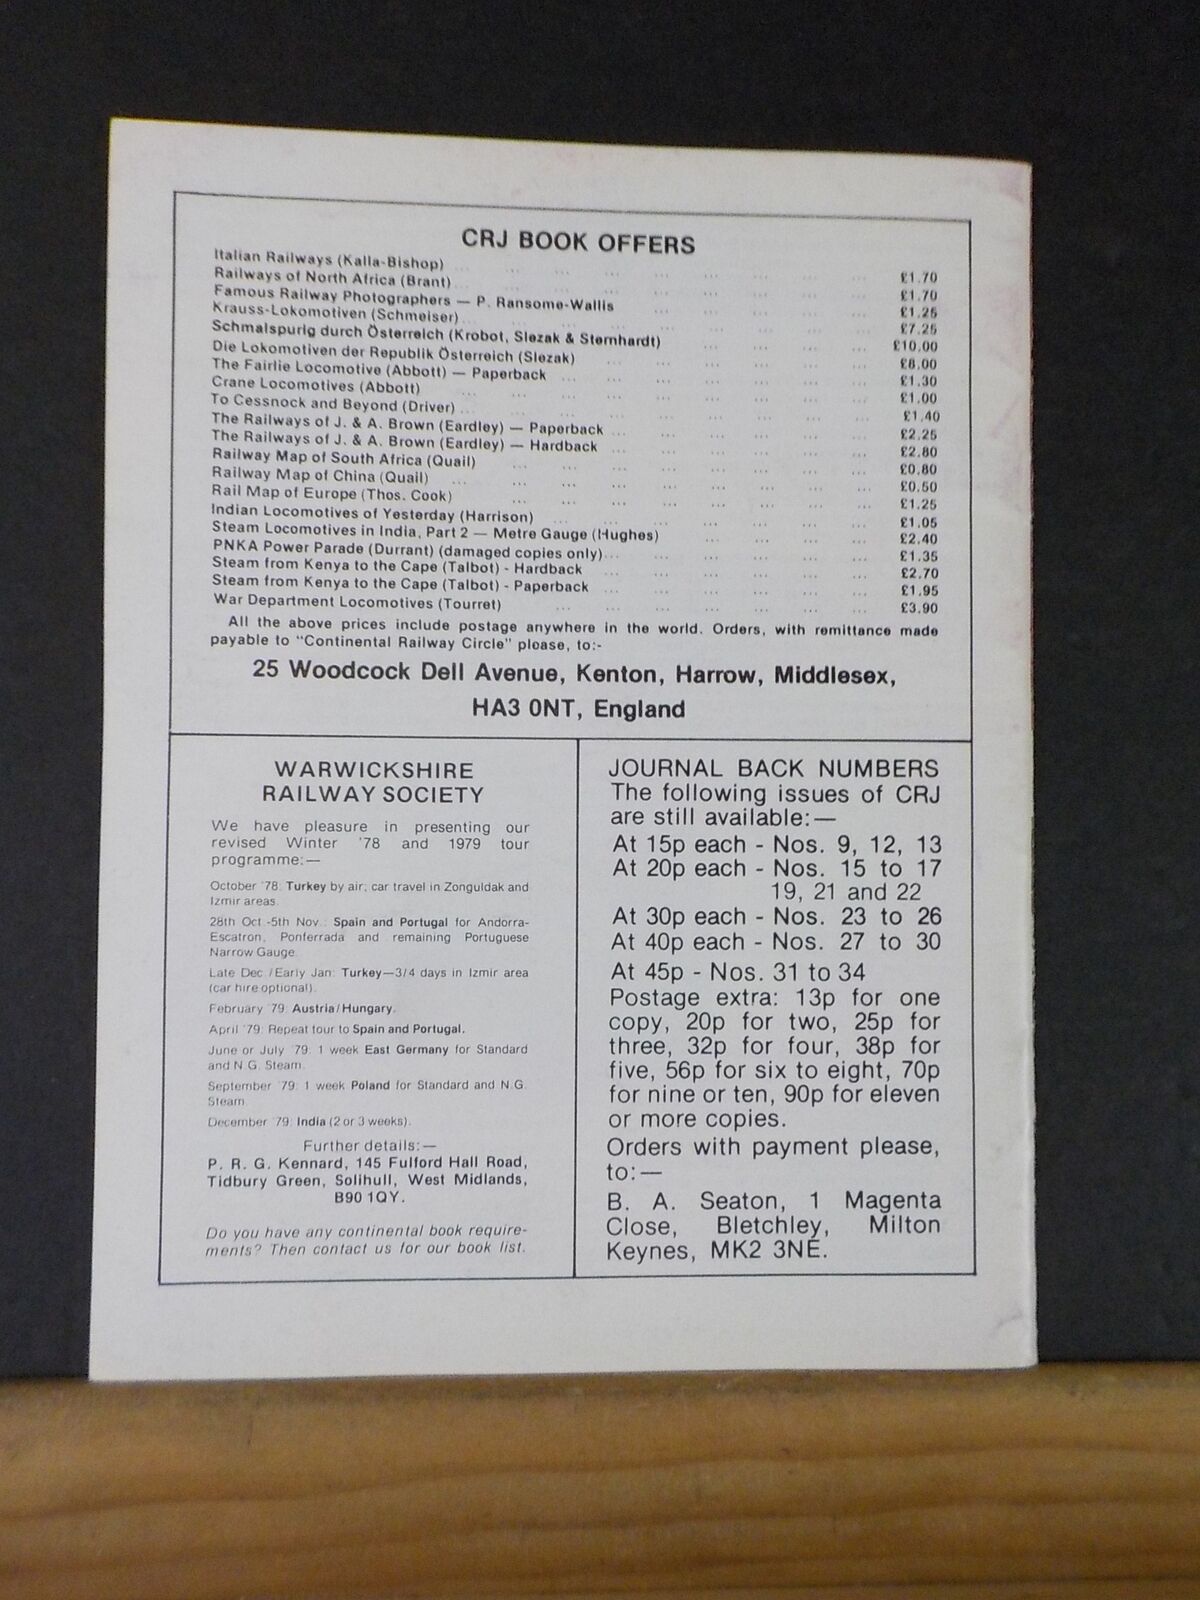 CRJ BOOK OFFERS
Italian Railways (Kalla-Bishop) ... £1.70
Railways of North Africa (Brant) ... £1.70
Famous Railway Photographers — P. Ransome-Wallis ... £1.25
Krauss-Lokomotiven (Schmeiser) ... £7.25
Schmalspurig durch Österreich (Krobot, Slezak & Sternhardt) ... £10.00
Die Lokomotiven der Republik Österreich (Slezak) ... £8.00
The Fairlie Locomotive (Abbott) — Paperback ... £1.30
Crane Locomotives (Abbott) ... £1.00
To Cessnock and Beyond (Driver) ... £1.40
The Railways of J. & A. Brown (Eardley) — Paperback ... £2.25
The Railways of J. & A. Brown (Eardley) — Hardback ... £2.80
Railway Map of South Africa (Quail) ... £0.80
Railway Map of China (Quail) ... £0.50
Rail Map of Europe (Thos. Cook) ... £1.25
Indian Locomotives of Yesterday (Harrison) ... £1.05
Steam Locomotives in India, Part 2 — Metre Gauge (Hughes) ... £2.40
PNKA Power Parade (Durrant) (damaged copies only) ... £1.35
Steam from Kenya to the Cape (Talbot) - Hardback ... £2.70
Steam from Kenya to the Cape (Talbot) - Paperback ... £1.95
War Department Locomotives (Tourret) ... £3.90
All the above prices include postage anywhere in the world. Orders, with remittance made
payable to "Continental Railway Circle" please, to:-
25 Woodcock Dell Avenue, Kenton, Harrow, Middlesex,
HA3 0NT, England
WARWICKSHIRE
RAILWAY SOCIETY
We have pleasure in presenting our
revised Winter '78 and 1979 tour
programme:—
October '78: Turkey by air; car travel in Zonguldak and
Izmir areas.
28th Oct.-5th Nov.: Spain and Portugal for Andorra-
Escatron, Ponferrada and remaining Portuguese
Narrow Gauge.
Late Dec./Early Jan: Turkey—3/4 days in Izmir area
(car hire optional).
February '79: Austria/Hungary.
April '79: Repeat tour to Spain and Portugal.
June or July '79: 1 week East Germany for Standard
and N.G. Steam.
September '79: 1 week Poland for Standard and N.G.
Steam.
December '79: India (2 or 3 weeks).
Further details:—
P. R. G. Kennard, 145 Fulford Hall Road,
Tidbury Green, Solihull, West Midlands,
B90 1QY.
Do you have any continental book require-
ments? Then contact us for our book list.
JOURNAL BACK NUMBERS
The following issues of CRJ
are still available:—
At 15p each - Nos. 9, 12, 13
At 20p each - Nos. 15 to 17
19, 21 and 22
At 30p each - Nos. 23 to 26
At 40p each - Nos. 27 to 30
At 45p - Nos. 31 to 34
Postage extra: 13p for one
copy, 20p for two, 25p for
three, 32p for four, 38p for
five, 56p for six to eight, 70p
for nine or ten, 90p for eleven
or more copies.
Orders with payment please,
to:—
B. A. Seaton, 1 Magenta
Close, Bletchley, Milton
Keynes, MK2 3NE.